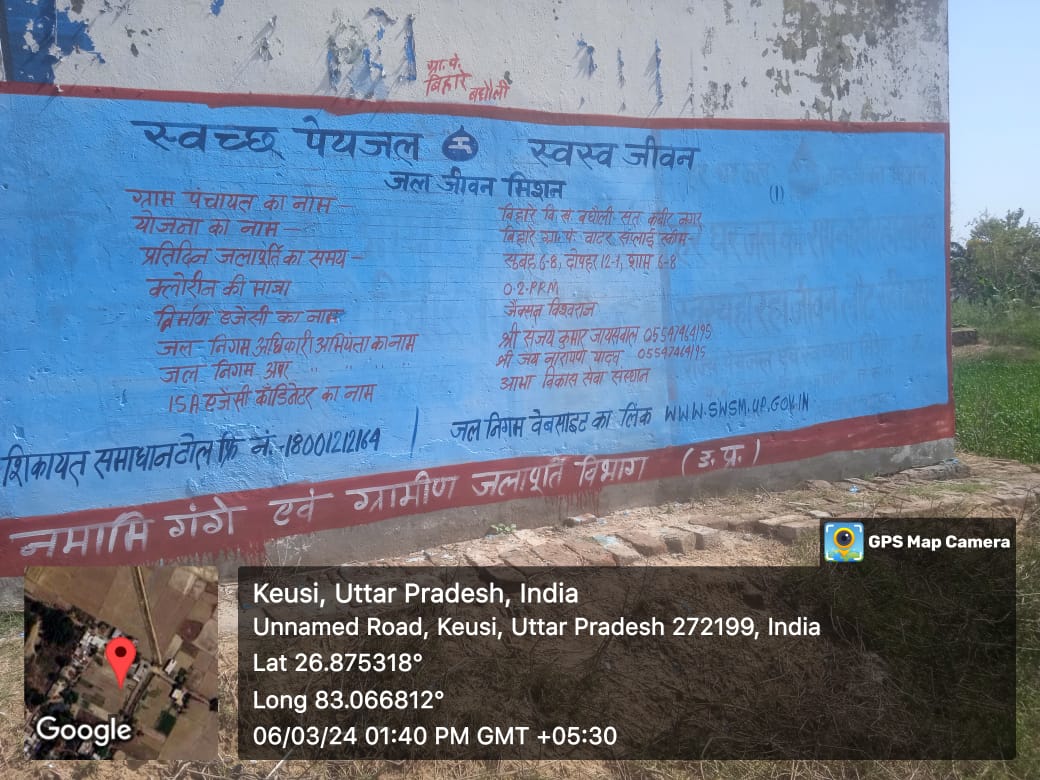 ग्रा.पं.
बिहारे बघौली
स्वच्छ पेयजल स्वस्व जीवन
जल जीवन मिशन
(1)
ग्राम पंचायत का नाम - बिहारे वि.ख. बघौली संत कबीर नगर
योजना का नाम - बिहारे ग्रा.पं. वाटर सप्लाई स्कीम-
प्रतिदिन जलापूर्ति का समय - सुबह 6-8, दोपहर 12-1, शाम 6-8
क्लोरीन की मात्रा 0.2-PRM
निर्माण एजेंसी का नाम जैक्सन विश्वराज
जल - निगम अधिकारी अभियंता का नाम श्री संजय कुमार जायसवाल
जल निगम श्री जय नारायण यादव
ISA एजेंसी कॉर्डिनेटर का नाम आभा विकास सेवा संस्थान
शिकायत समाधान टोल फ्रि नं.-18001212164 | जल निगम वेबसाइट का लिंक WWW.SWSM.UP.GOV.IN
नमामि गंगे एवं ग्रामीण जलापूर्ति विभाग (उ.प्र.)
GPS Map Camera
Keusi, Uttar Pradesh, India
Unnamed Road, Keusi, Uttar Pradesh 272199, India
Lat 26.875318°
Long 83.066812°
06/03/24 01:40 PM GMT +05:30
Google